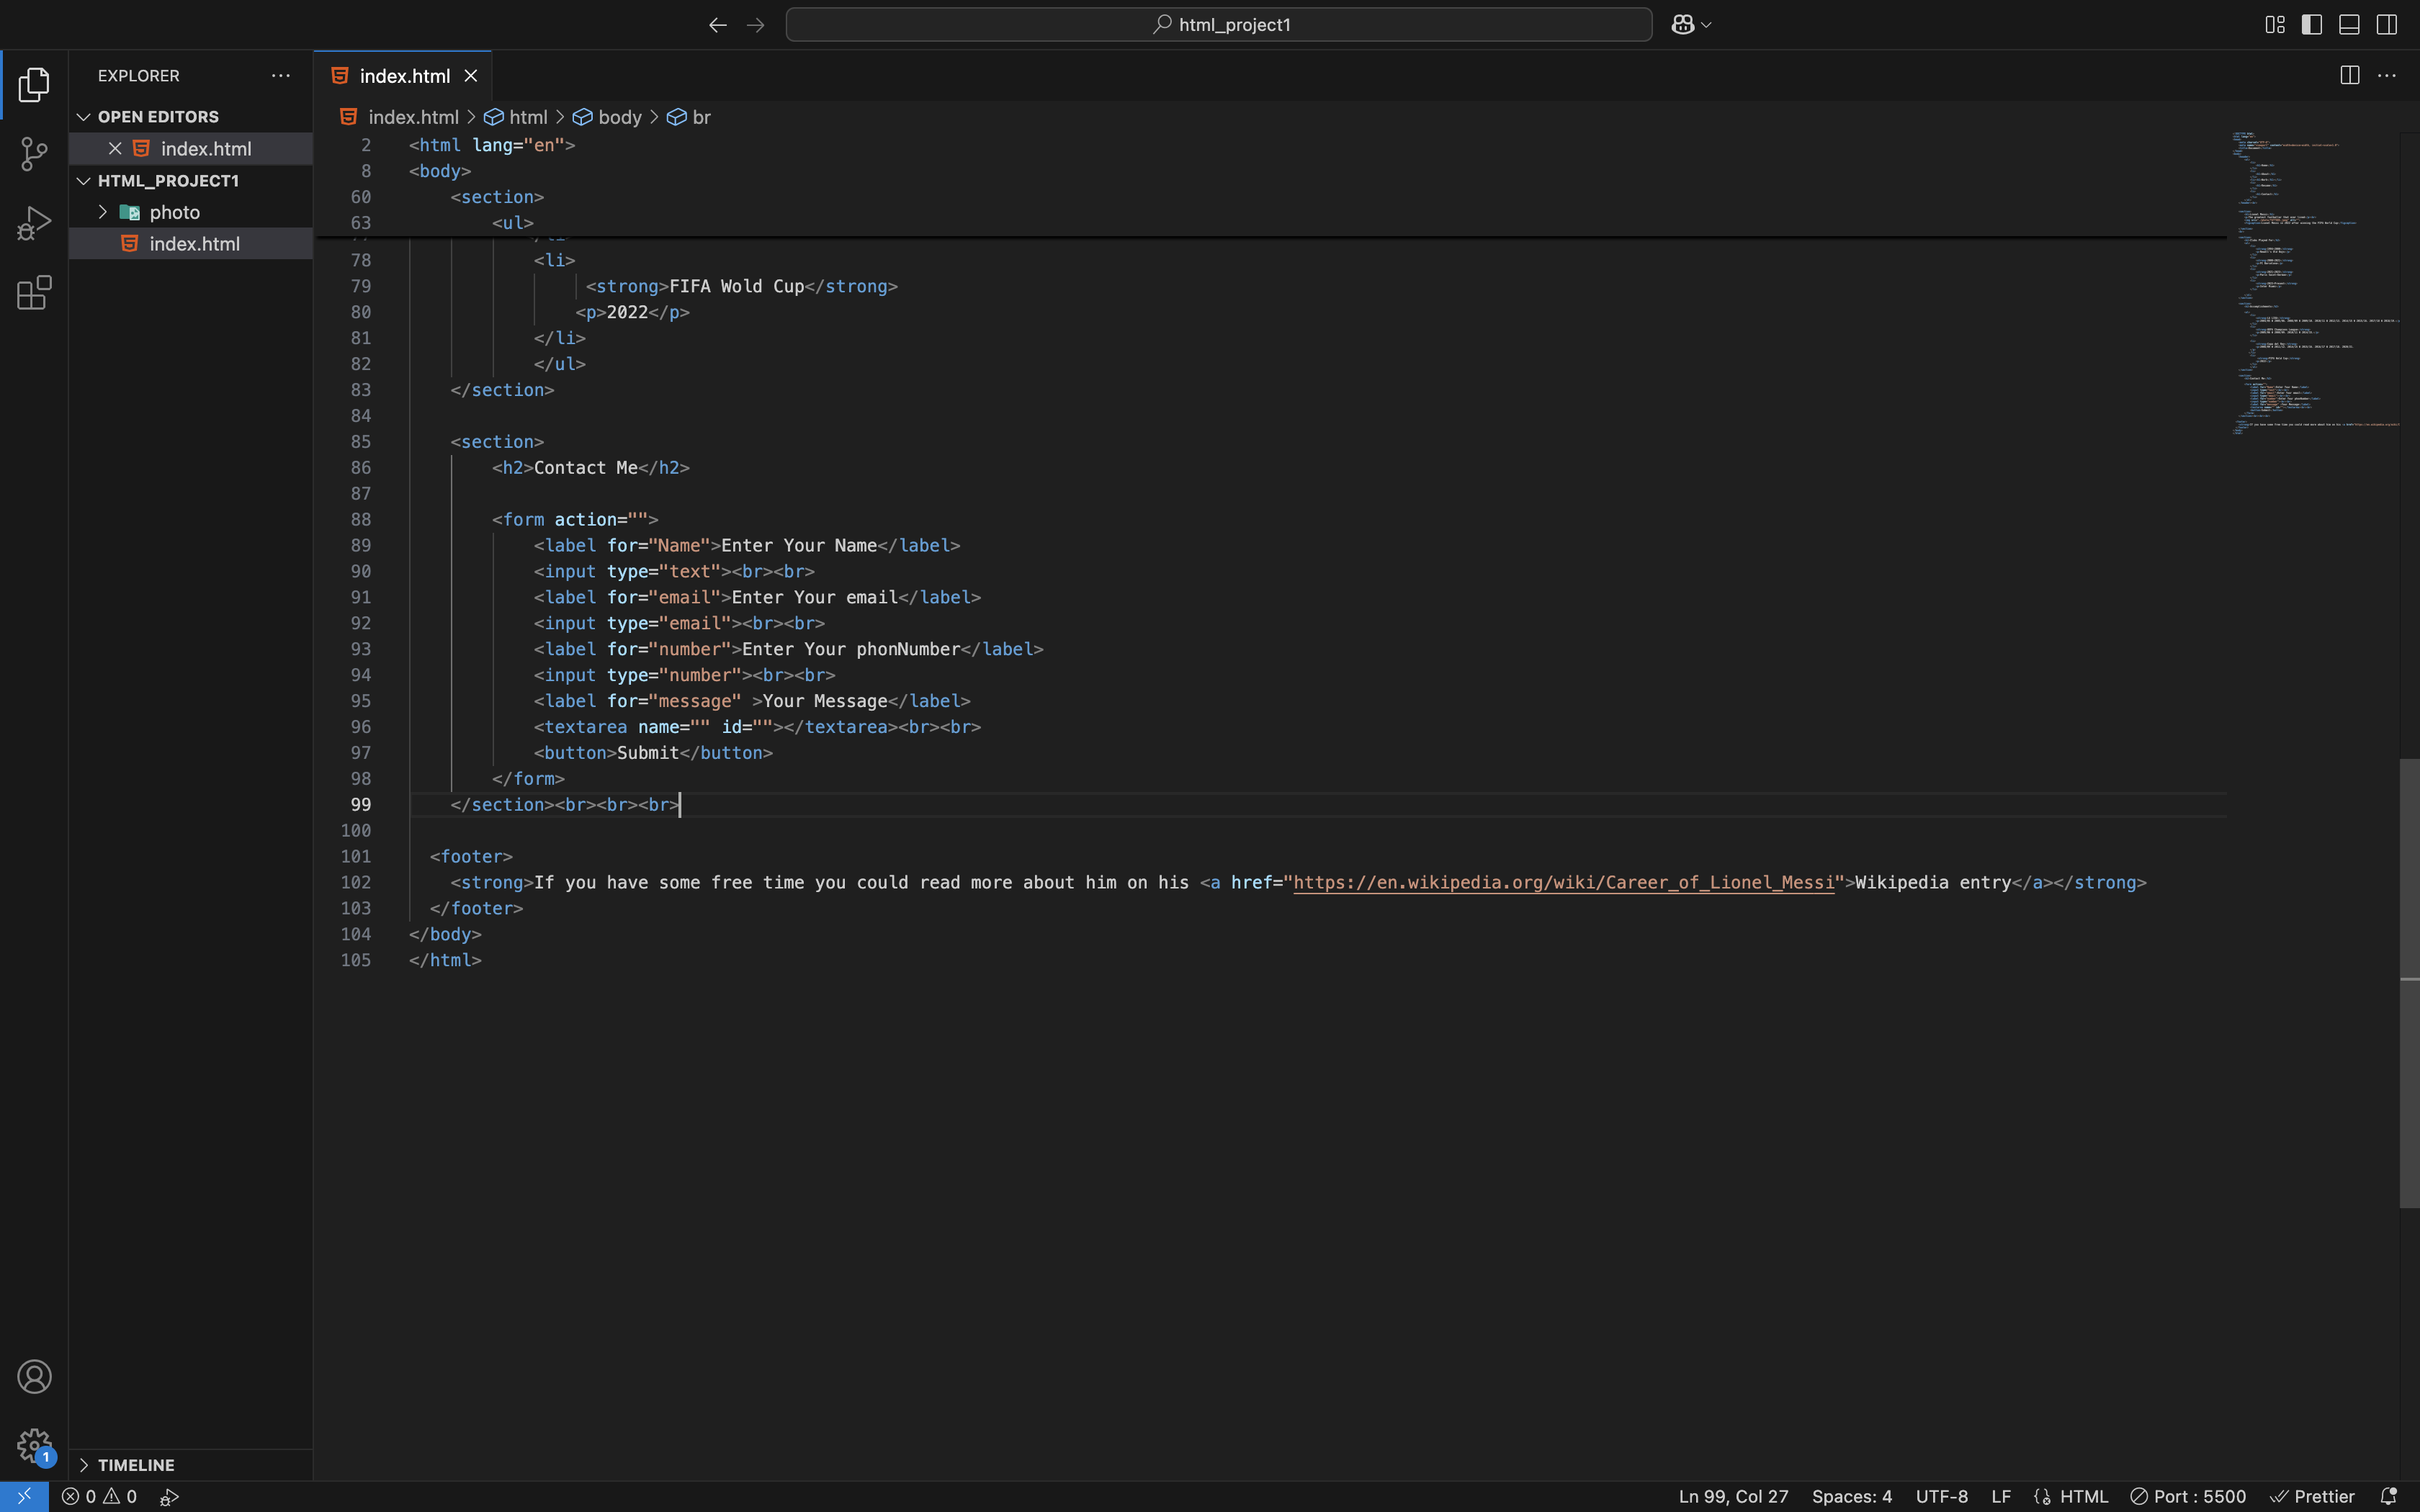 html_project1
EXPLORER
index.html
OPEN EDITORS
index.html
HTML_PROJECT1
photo
index.html
index.html > html > body > br
2 <html lang="en">
8 <body>
60 <section>
63 <ul>
78 <li>
79 <strong>FIFA Wold Cup</strong>
80 <p>2022</p>
81 </li>
82 </ul>
83 </section>
84
85 <section>
86 <h2>Contact Me</h2>
87
88 <form action="">
89 <label for="Name">Enter Your Name</label>
90 <input type="text"><br><br>
91 <label for="email">Enter Your email</label>
92 <input type="email"><br><br>
93 <label for="number">Enter Your phonNumber</label>
94 <input type="number"><br><br>
95 <label for="message" >Your Message</label>
96 <textarea name="" id=""></textarea><br><br>
97 <button>Submit</button>
98 </form>
99 </section><br><br><br>
100
101 <footer>
102 <strong>If you have some free time you could read more about him on his <a href="https://en.wikipedia.org/wiki/Career_of_Lionel_Messi">Wikipedia entry</a></strong>
103 </footer>
104 </body>
105 </html>
1
TIMELINE
0 0
Ln 99, Col 27 Spaces: 4 UTF-8 LF HTML Port : 5500 Prettier